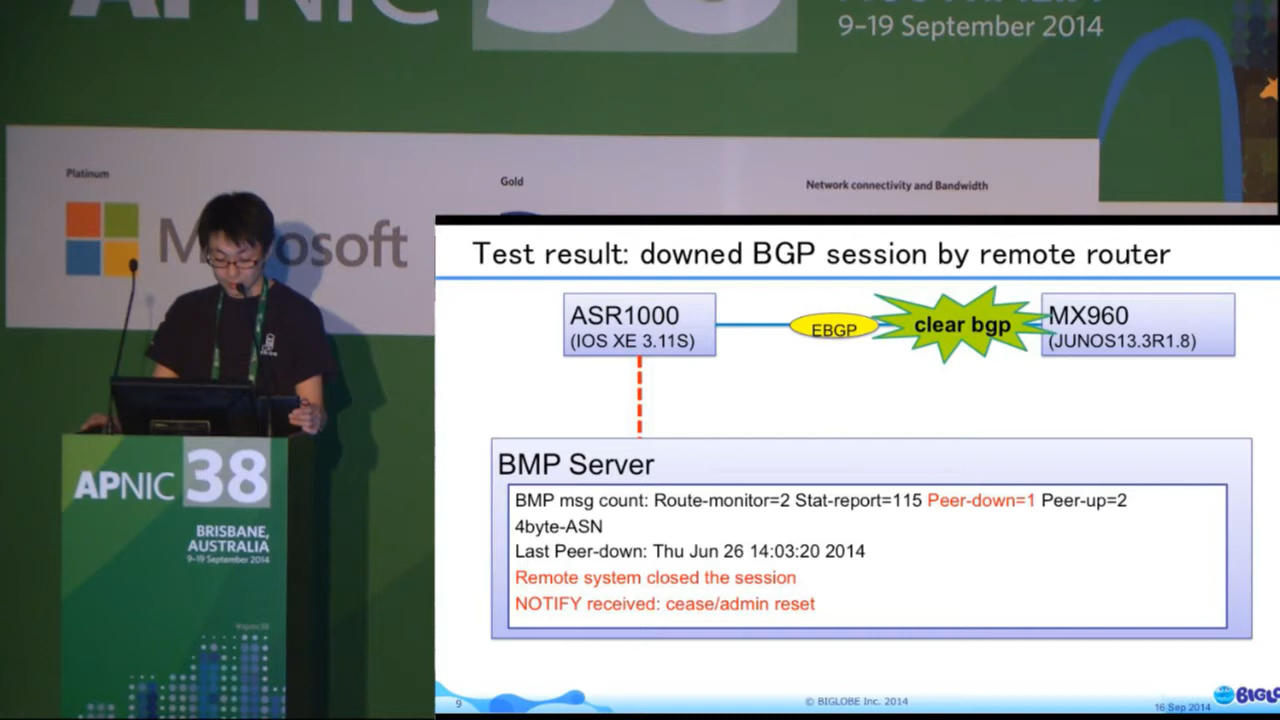 APNIC 38
9–19 September 2014
Platinum
Gold
Network connectivity and Bandwidth
Microsoft
APNIC 38
BRISBANE,
AUSTRALIA
9–19 September 2014
#apnic38
Test result: downed BGP session by remote router
ASR1000
(IOS XE 3.11S)
EBGP
clear bgp
MX960
(JUNOS13.3R1.8)
BMP Server
BMP msg count: Route-monitor=2 Stat-report=115 Peer-down=1 Peer-up=2
4byte-ASN
Last Peer-down: Thu Jun 26 14:03:20 2014
Remote system closed the session
NOTIFY received: cease/admin reset
9
© BIGLOBE Inc. 2014
16 Sep 2014
BIGLO